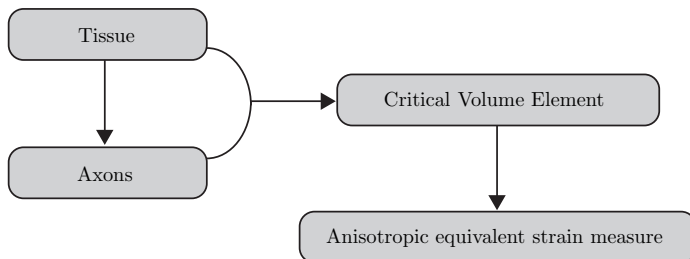 Tissue
Critical Volume Element
Axons
Anisotropic equivalent strain measure